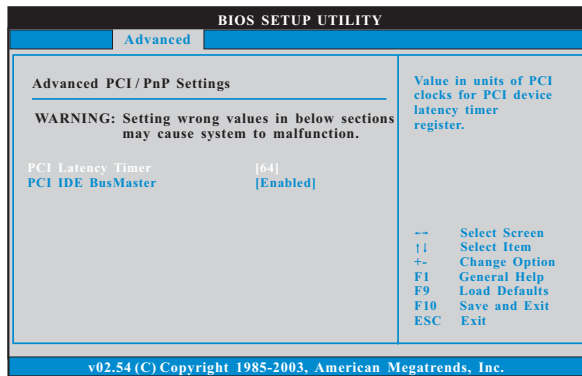 BIOS SETUP UTILITY
Advanced
Advanced PCI / PnP Settings
WARNING: Setting wrong values in below sections
may cause system to malfunction.
PCI Latency Timer [64]
PCI IDE BusMaster [Enabled]
Value in units of PCI
clocks for PCI device
latency timer
register.
←→ Select Screen
↑↓ Select Item
+- Change Option
F1 General Help
F9 Load Defaults
F10 Save and Exit
ESC Exit
v02.54 (C) Copyright 1985-2003, American Megatrends, Inc.